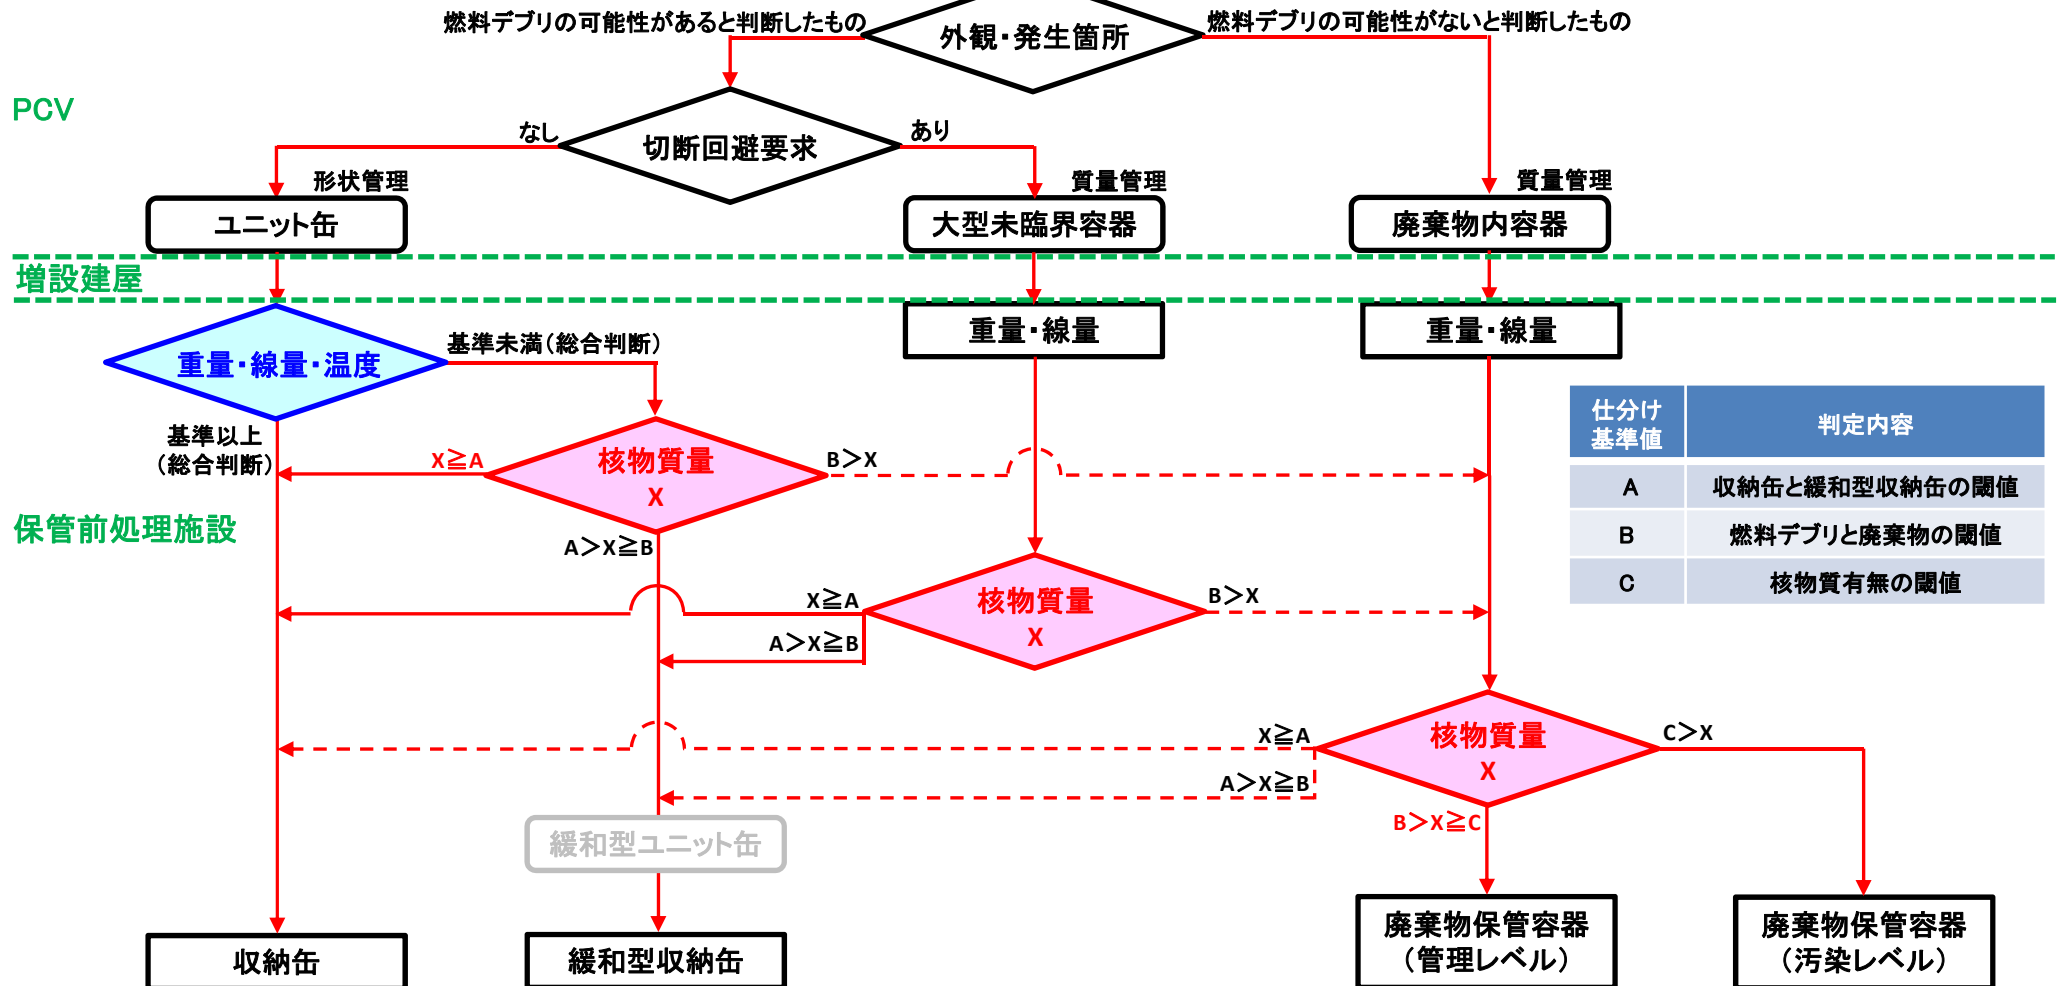 燃料デブリの可能性があると判断したもの
燃料デブリの可能性がないと判断したもの
外観・発生箇所
PCV
なし
切断回避要求
あり
形状管理
質量管理
質量管理
ユニット缶
大型未臨界容器
廃棄物内容器
増設建屋
重量・線量・温度
基準未満（総合判断）
重量・線量
重量・線量
基準以上
（総合判断）
X≧A
核物質量
X
B＞X
仕分け
基準値
判定内容
A
収納缶と緩和型収納缶の閾値
B
燃料デブリと廃棄物の閾値
C
核物質有無の閾値
保管前処理施設
A＞X≧B
X≧A
核物質量
X
B＞X
A＞X≧B
X≧A
核物質量
X
C＞X
A＞X≧B
B＞X≧C
緩和型ユニット缶
収納缶
緩和型収納缶
廃棄物保管容器
（管理レベル）
廃棄物保管容器
（汚染レベル）